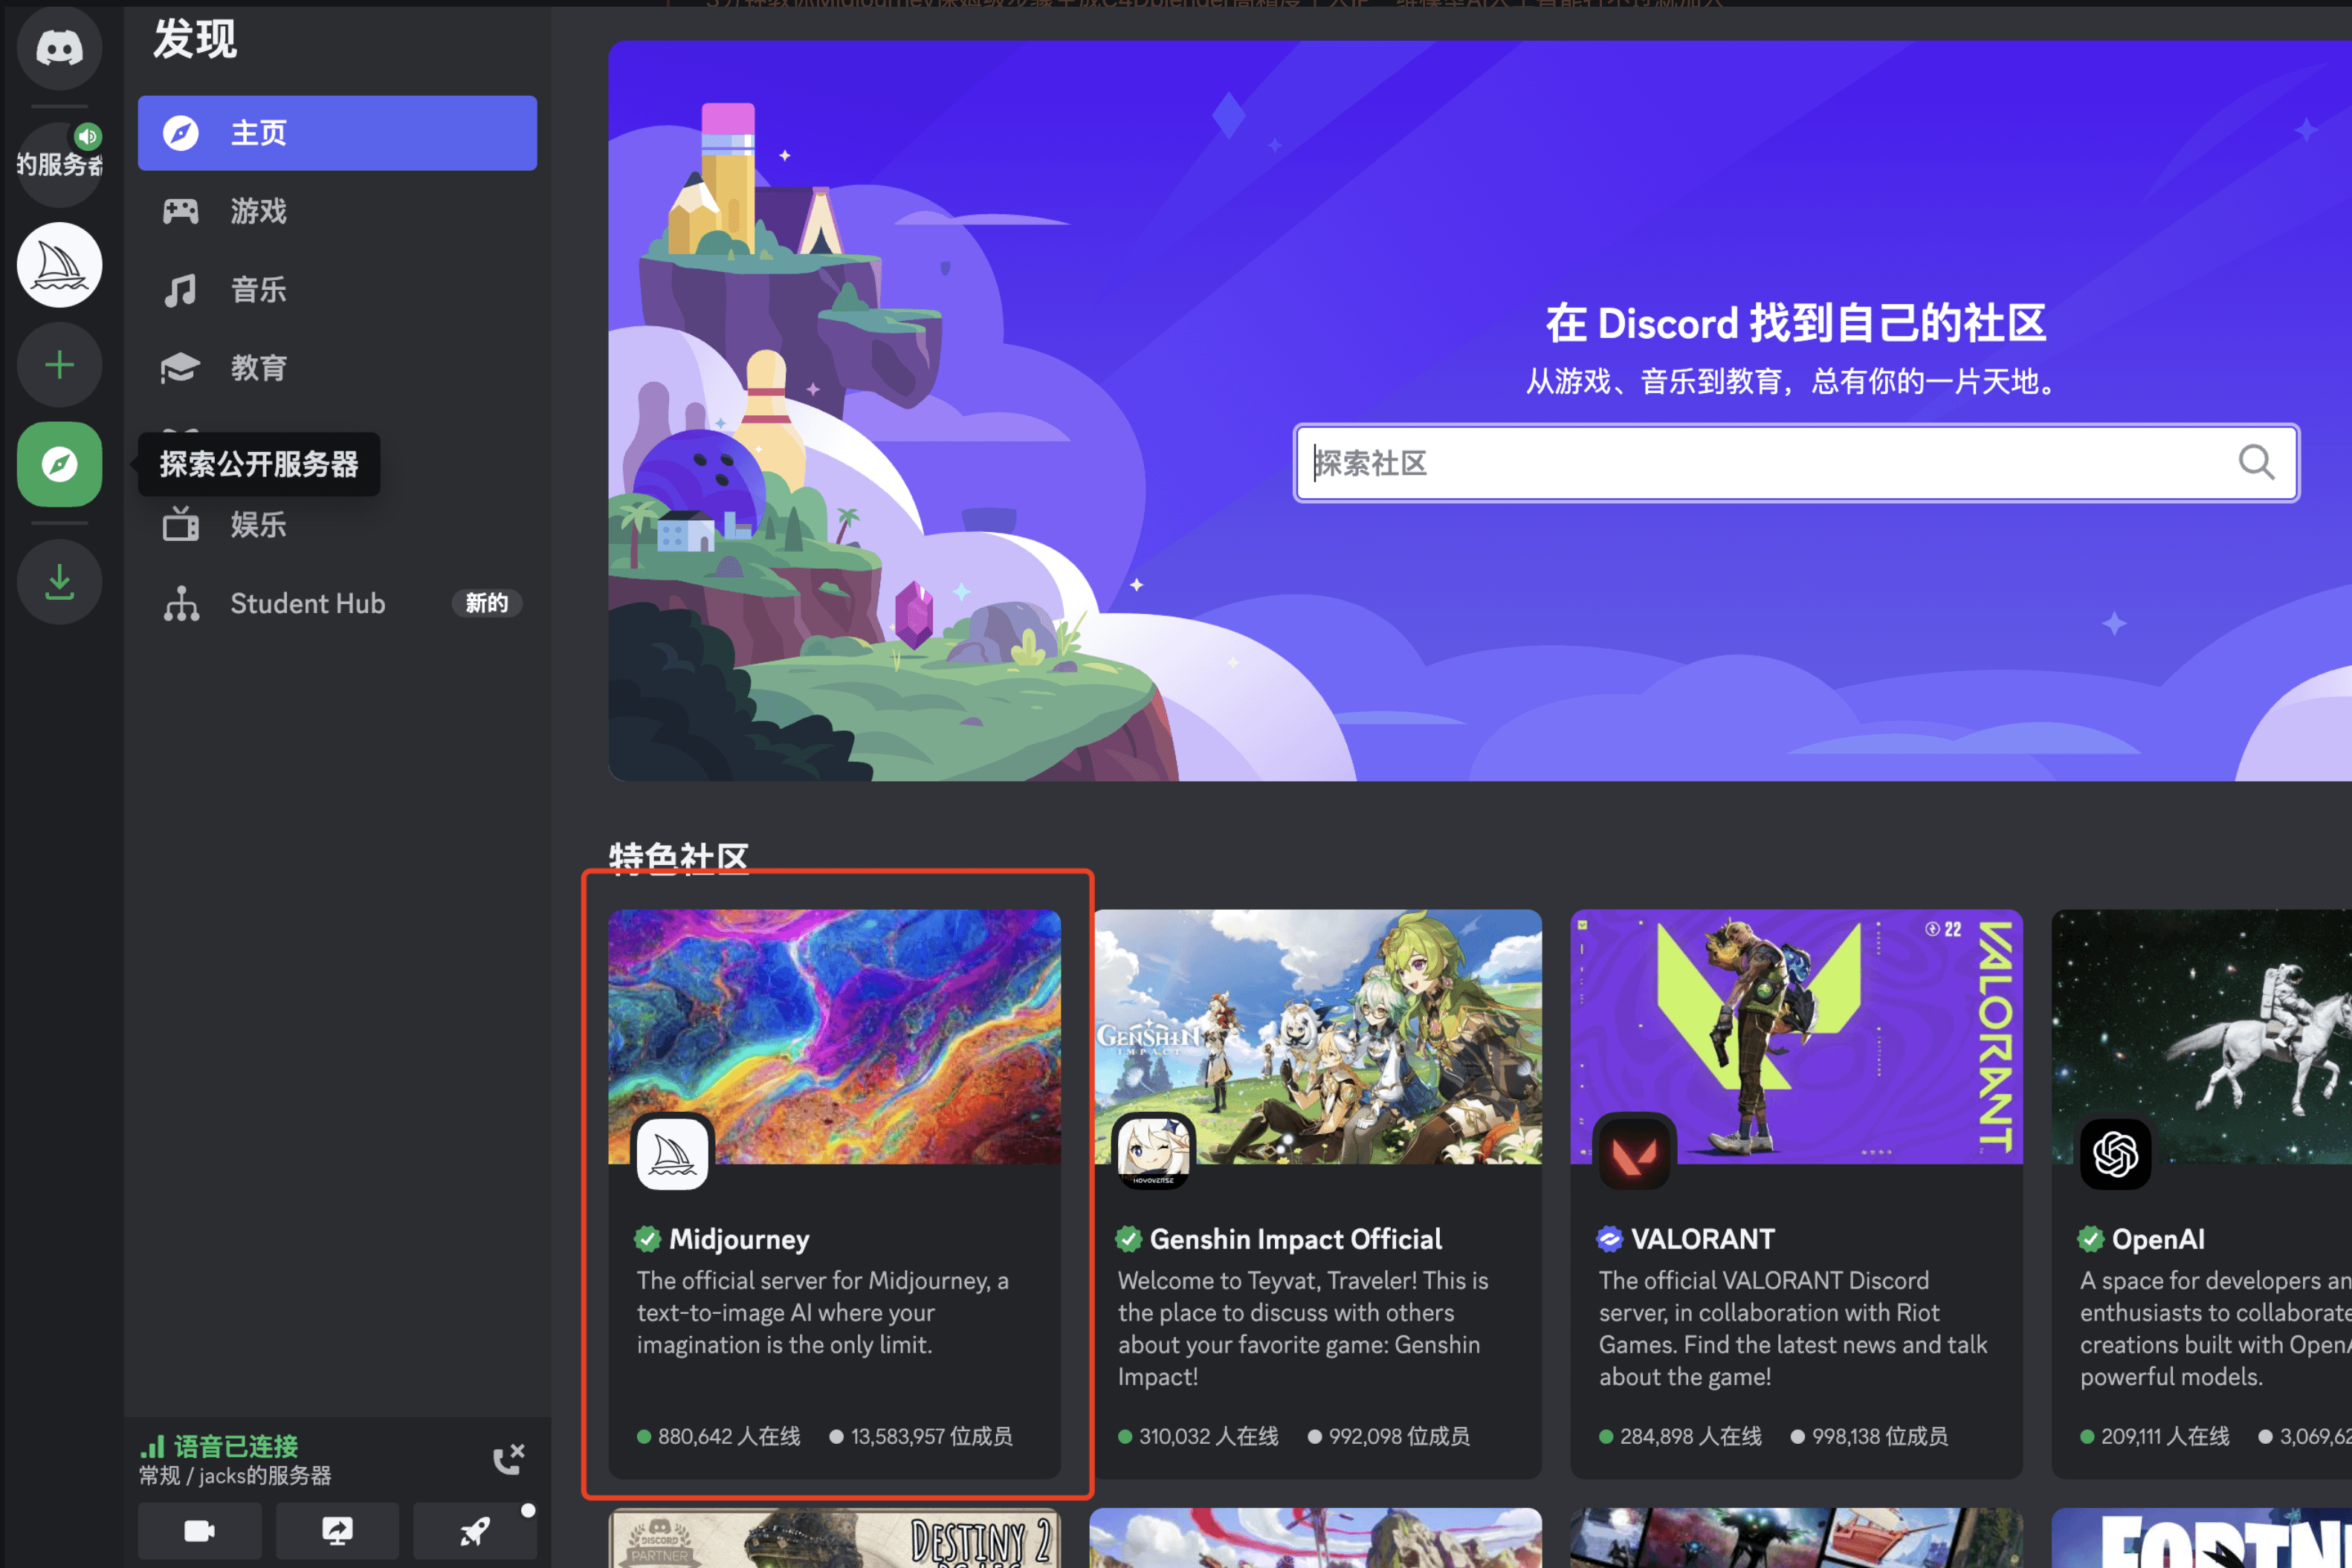 发现
的服务器
主页
游戏
音乐
教育
探索公开服务器
娱乐
Student Hub
新的
语音已连接
常规 / jacks的服务器
在 Discord 找到自己的社区
从游戏、音乐到教育，总有你的一片天地。
探索社区
特色社区
Midjourney
The official server for Midjourney, a
text-to-image AI where your
imagination is the only limit.
880,642 人在线
13,583,957 位成员
GENSHIN
IMPACT
HOYOVERSE
Genshin Impact Official
Welcome to Teyvat, Traveler! This is
the place to discuss with others
about your favorite game: Genshin
Impact!
310,032 人在线
992,098 位成员
22
VALORANT
VALORANT
The official VALORANT Discord
server, in collaboration with Riot
Games. Find the latest news and talk
about the game!
284,898 人在线
998,138 位成员
OpenAI
A space for developers an
enthusiasts to collaborate
creations built with OpenA
powerful models.
209,111 人在线
3,069,62
DISCORD
PARTNER
DESTINY 2
FORTN